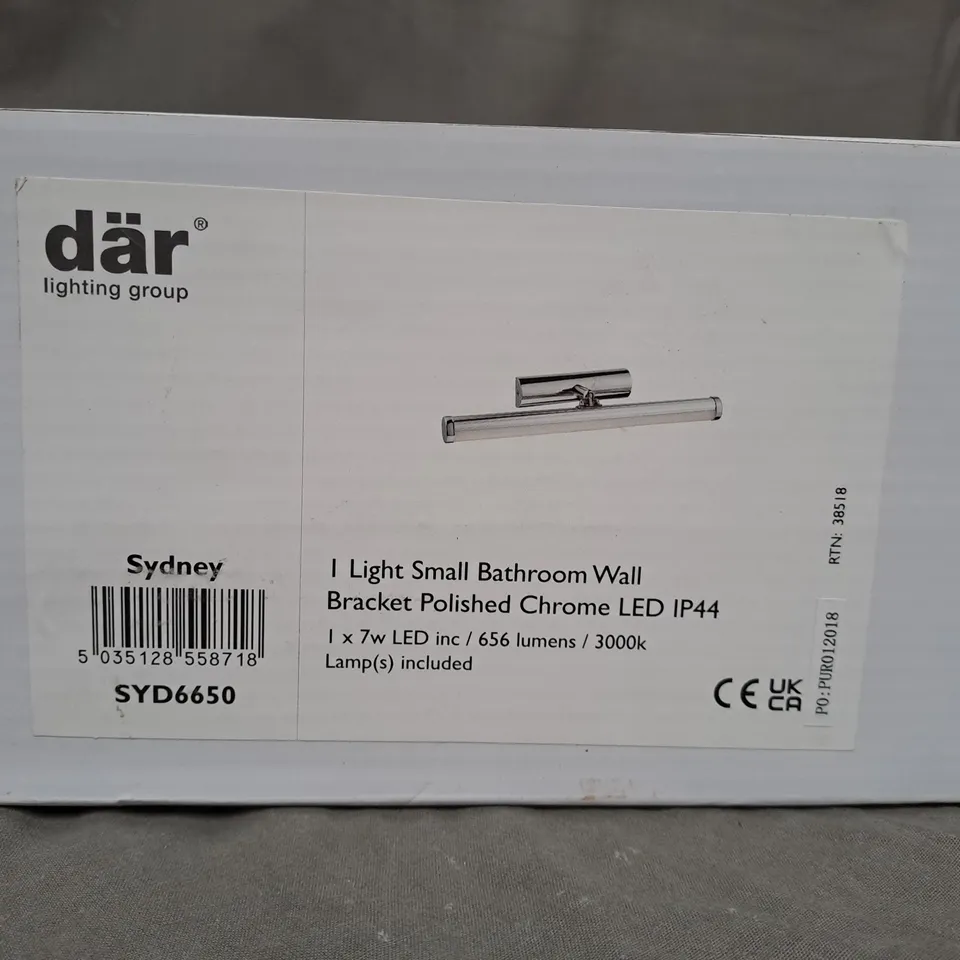 där®
lighting group
Sydney
5 035128 558718
SYD6650
1 Light Small Bathroom Wall
Bracket Polished Chrome LED IP44
1 x 7w LED inc / 656 lumens / 3000k
Lamp(s) included
CE UK
CA
RTN: 38518
PO:PUR012018